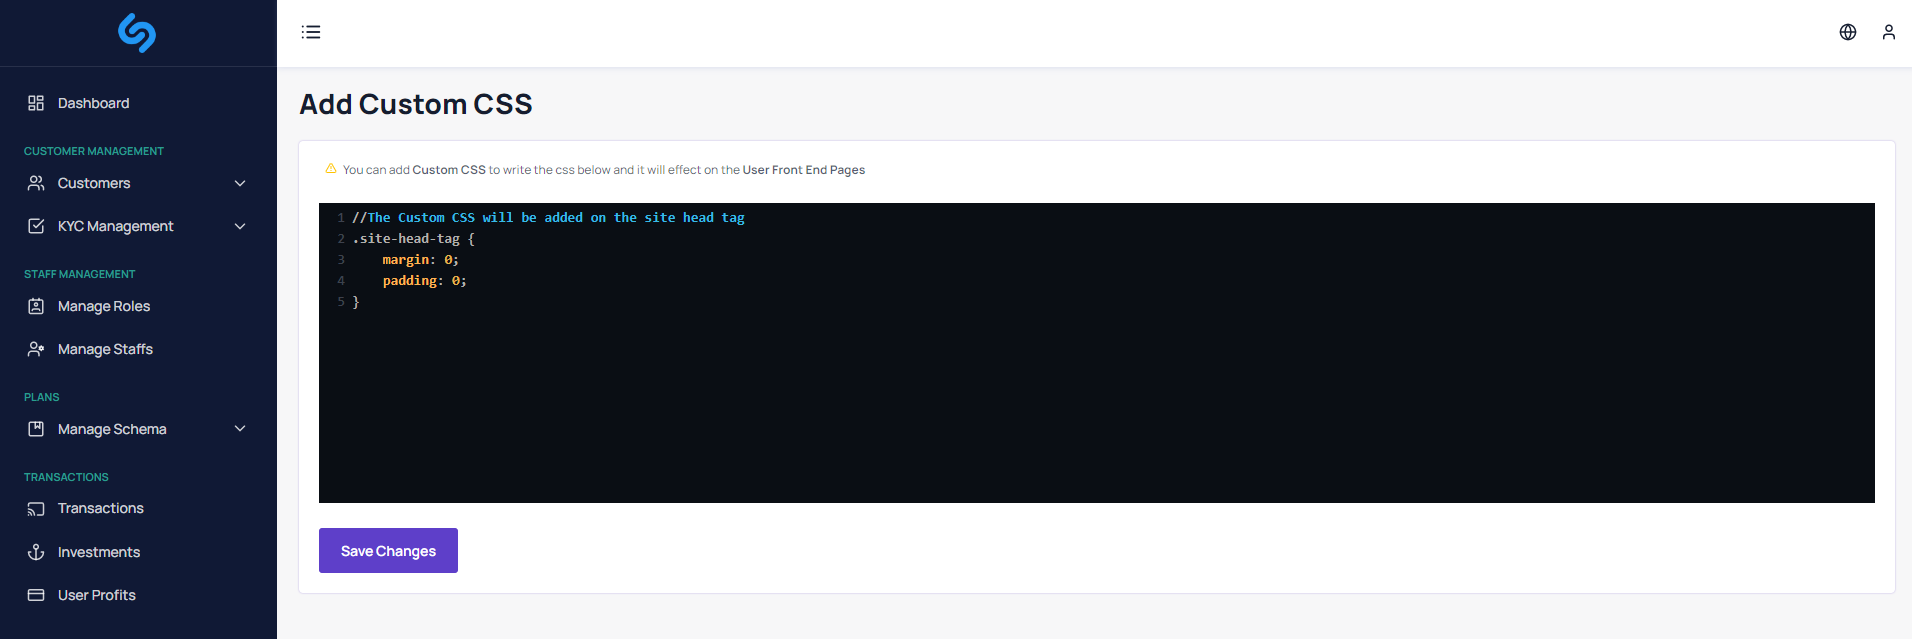 Dashboard
CUSTOMER MANAGEMENT
Customers
KYC Management
STAFF MANAGEMENT
Manage Roles
Manage Staffs
PLANS
Manage Schema
TRANSACTIONS
Transactions
Investments
User Profits
Add Custom CSS
You can add Custom CSS to write the css below and it will effect on the User Front End Pages
1 //The Custom CSS will be added on the site head tag
2 .site-head-tag {
3     margin: 0;
4     padding: 0;
5 }
Save Changes